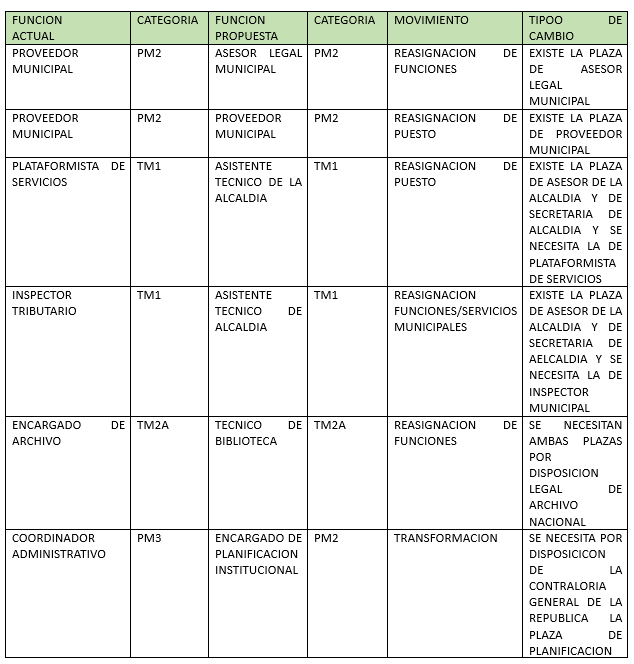 FUNCION ACTUAL
CATEGORIA
FUNCION PROPUESTA
CATEGORIA
MOVIMIENTO
TIPOO DE CAMBIO
PROVEEDOR
MUNICIPAL
PM2
ASESOR LEGAL
MUNICIPAL
PM2
REASIGNACION DE
FUNCIONES
EXISTE LA PLAZA
DE ASESOR
LEGAL
MUNICIPAL
PROVEEDOR
MUNICIPAL
PM2
PROVEEDOR
MUNICIPAL
PM2
REASIGNACION DE
PUESTO
EXISTE LA PLAZA
DE PROVEEDOR
MUNICIPAL
PLATAFORMISTA DE
SERVICIOS
TM1
ASISTENTE
TECNICO DE LA
ALCALDIA
TM1
REASIGNACION DE
PUESTO
EXISTE LA PLAZA
DE ASESOR DE LA
ALCALDIA Y DE
SECRETARIA DE
ALCALDIA Y SE
NECESITA LA DE
PLATAFORMISTA
DE SERVICIOS
INSPECTOR
TRIBUTARIO
TM1
ASISTENTE
TECNICO DE
ALCALDIA
TM1
REASIGNACION
FUNCIONES/SERVICIOS
MUNICIPALES
EXISTE LA PLAZA
DE ASESOR DE LA
ALCALDIA Y DE
SECRETARIA DE
AELCALDIA Y SE
NECESITA LA DE
INSPECTOR
MUNICIPAL
ENCARGADO DE
ARCHIVO
TM2A
TECNICO DE
BIBLIOTECA
TM2A
REASIGNACION DE
FUNCIONES
SE NECESITAN
AMBAS PLAZAS
POR
DISPOSICION
LEGAL DE
ARCHIVO
NACIONAL
COORDINADOR
ADMINISTRATIVO
PM3
ENCARGADO DE
PLANIFICACION
INSTITUCIONAL
PM2
TRANSFORMACION
SE NECESITA POR
DISPOSICICON
DE LA
CONTRALORIA
GENERAL DE LA
REPUBLICA LA
PLAZA DE
PLANIFICACION